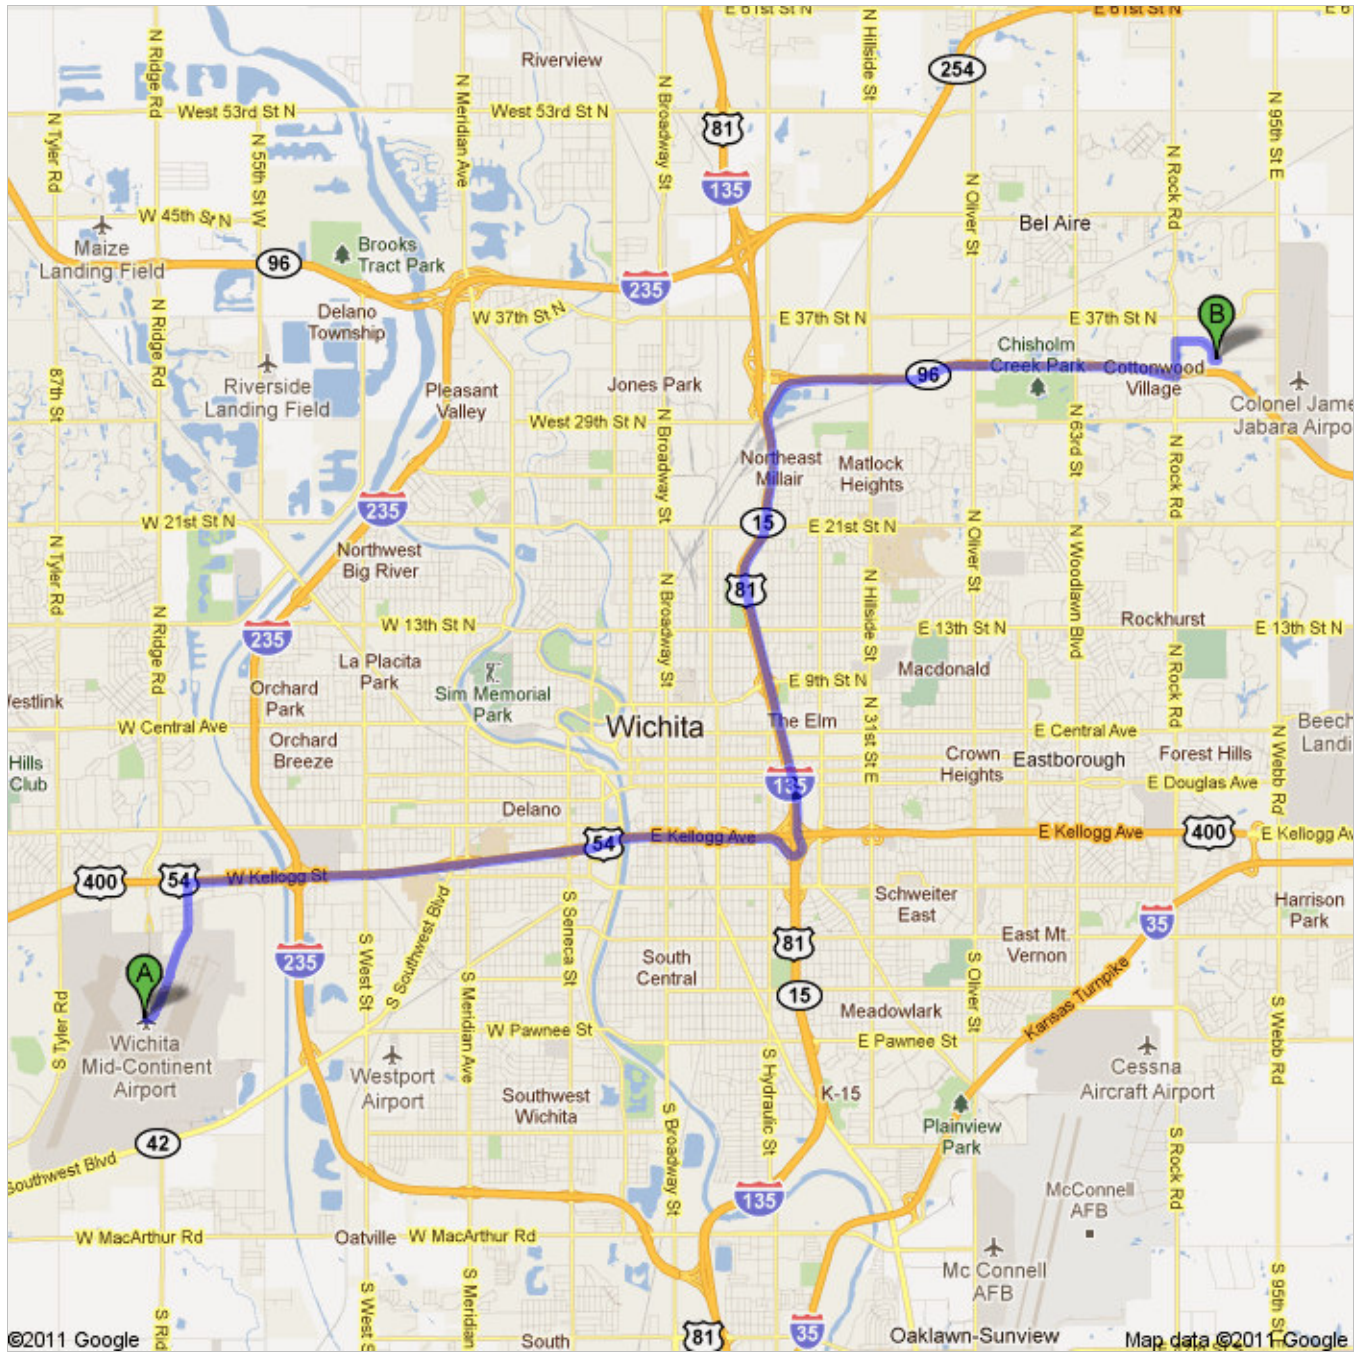 E 61st St N
E 61st St N
E 6
N Ridge Rd
Riverview
N Hillside St
254
N Meridian Ave
N Broadway St
West 53rd St N
West 53rd St N
N 95th St E
N Tyler Rd
N 55th St W
81
N Rock Rd
135
N Oliver St
W 45th St N
Bel Aire
Maize
Landing Field
Brooks
Tract Park
96
235
Delano
Township
W 37th St N
E 37th St N
E 37th St N
B
N Ridge Rd
Chisholm
Creek Park
96
Cottonwood
Village
87th St
Riverside
Landing Field
Pleasant
Valley
Jones Park
Colonel Jame
Jabara Airpo
West 29th St N
N Broadway St
N 63rd St
N Rock Rd
Northeast
Millair
Matlock
Heights
235
W 21st St N
15
E 21st St N
N Oliver St
N Tyler Rd
Northwest
Big River
81
N Woodlawn Blvd
N Ridge Rd
N Broadway St
N Hillside St
235
W 13th St N
E 13th St N
Rockhurst
E 13th St N
La Placita
Park
Macdonald
N Rock Rd
Orchard
Park
Sim Memorial
Park
E 9th St N
Westlink
W Central Ave
Wichita
The Elm
N 31st St E
E Central Ave
Beech
Landi
Orchard
Breeze
Crown
Heights
Eastborough
Forest Hills
N Webb Rd
Hills
Club
135
E Douglas Ave
Delano
54
E Kellogg Ave
E Kellogg Ave
400
E Kellogg Av
400
54
W Kellogg St
S Southwest Blvd
S Seneca St
Schweiter
East
35
Harrison
Park
A
235
S West St
81
East Mt.
Vernon
S Tyler Rd
S Meridian Ave
South
Central
15
S Oliver St
Kansas Turnpike
Meadowlark
S Webb Rd
W Pawnee St
E Pawnee St
Wichita
Mid-Continent
Airport
Westport
Airport
S Hydraulic St
Cessna
Aircraft Airport
Southwest
Wichita
K-15
S Broadway St
Plainview
Park
42
Southwest Blvd
S Rock Rd
McConnell
AFB
135
W MacArthur Rd
Oatville
W MacArthur Rd
Mc Connell
AFB
S Rid
S West S
S Meridian
S 95th St
©2011 Google
South
81
35
Oaklawn-Sunview
Map data ©2011 Google